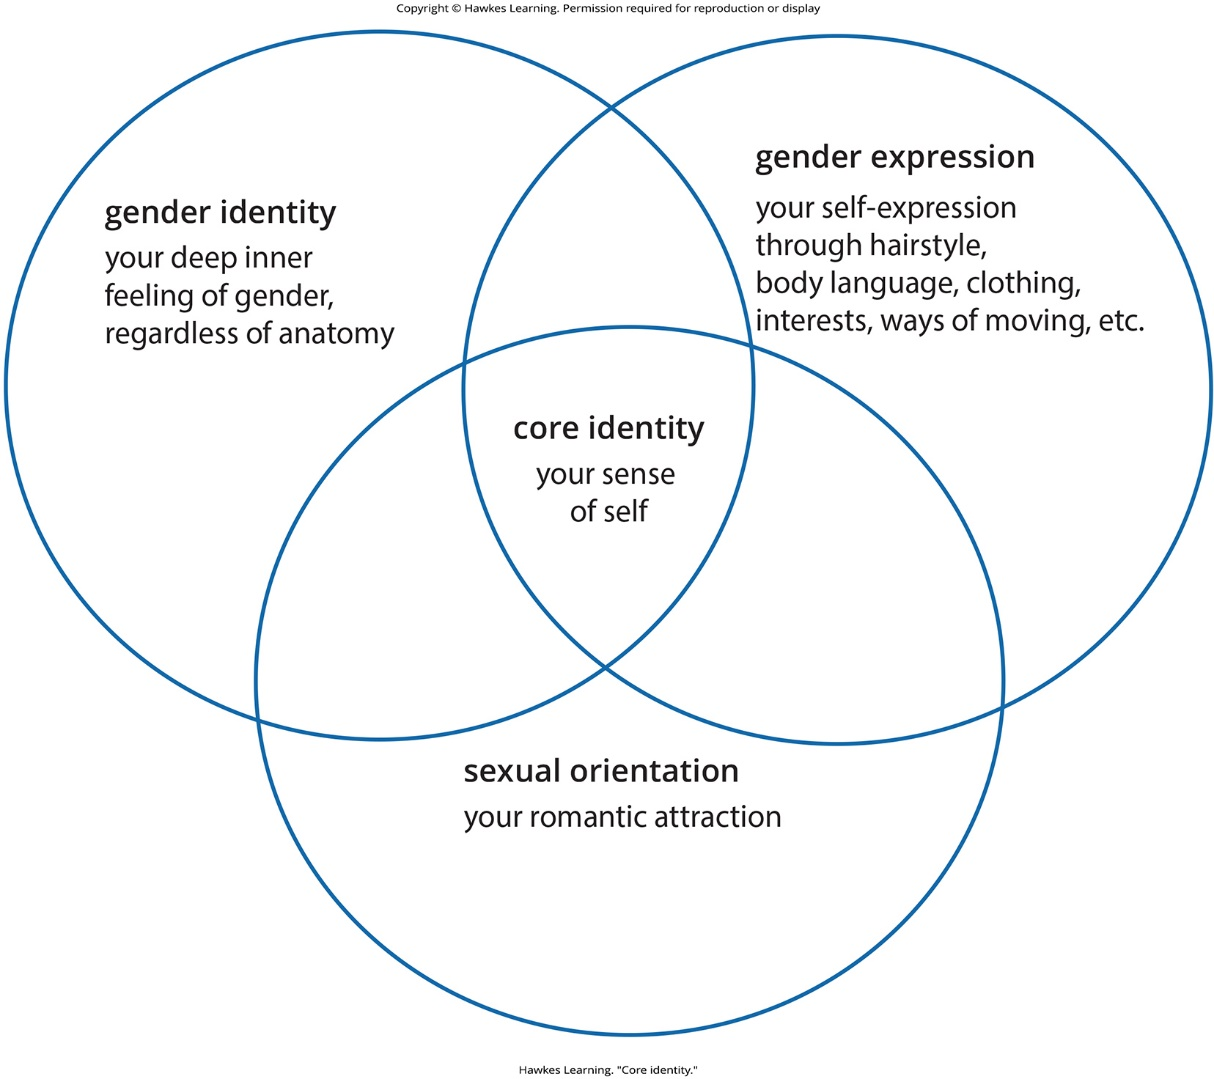 Copyright © Hawkes Learning. Permission required for reproduction or display
gender expression
your self-expression
through hairstyle,
body language, clothing,
interests, ways of moving, etc.
gender identity
your deep inner
feeling of gender,
regardless of anatomy
core identity
your sense
of self
sexual orientation
your romantic attraction
Hawkes Learning. "Core identity."